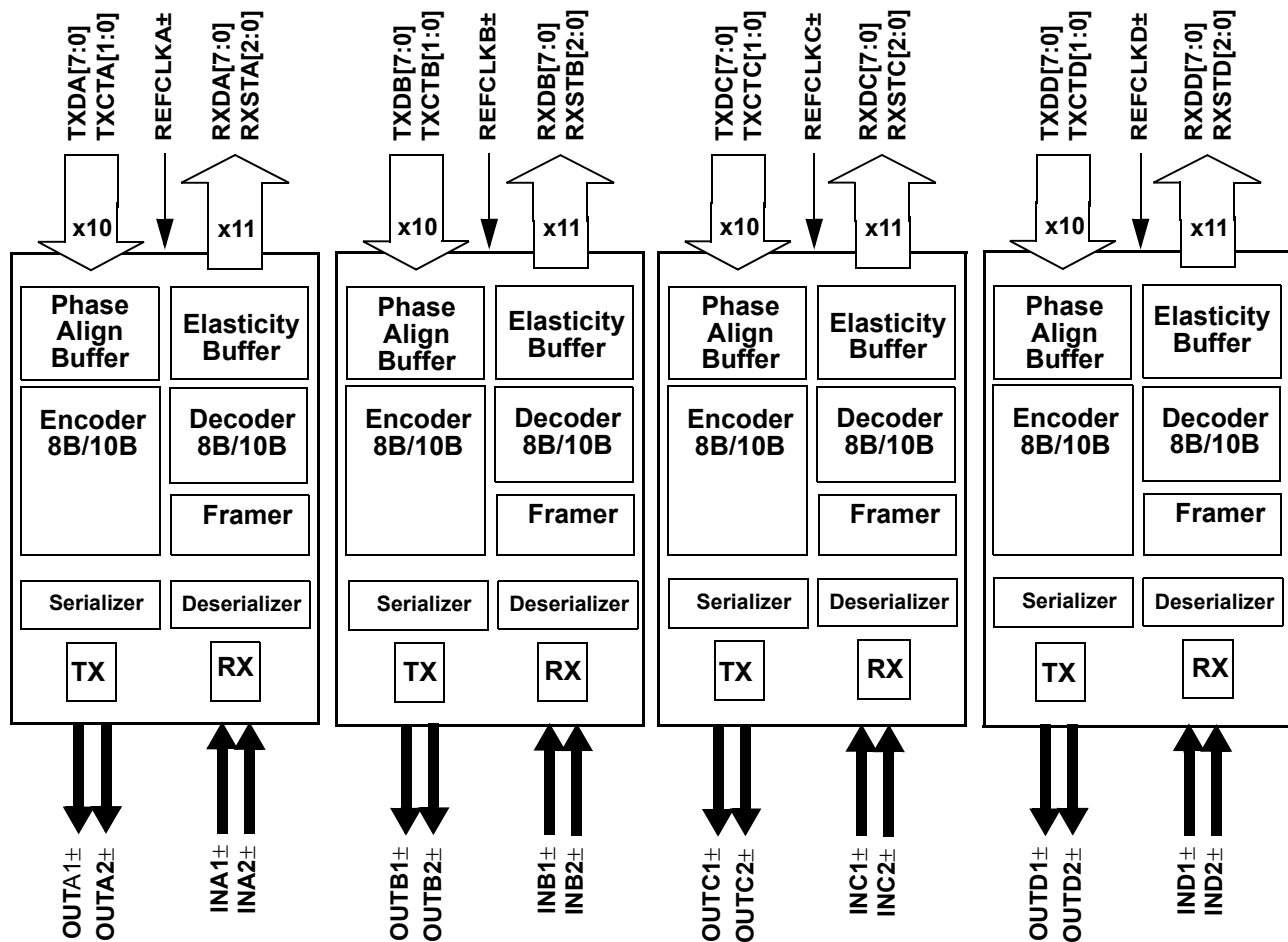 TXDA[7:0]
TXCTA[1:0]
REFCLKA±
RXDA[7:0]
RXSTA[2:0]
x10
x11
Phase
Align
Buffer
Elasticity
Buffer
Encoder
8B/10B
Decoder
8B/10B
Framer
Serializer
Deserializer
TX
RX
OUTA1±
OUTA2±
INA1±
INA2±
TXDB[7:0]
TXCTB[1:0]
REFCLKB±
RXDB[7:0]
RXSTB[2:0]
x10
x11
Phase
Align
Buffer
Elasticity
Buffer
Encoder
8B/10B
Decoder
8B/10B
Framer
Serializer
Deserializer
TX
RX
OUTB1±
OUTB2±
INB1±
INB2±
TXDC[7:0]
TXCTC[1:0]
REFCLKC±
RXDC[7:0]
RXSTC[2:0]
x10
x11
Phase
Align
Buffer
Elasticity
Buffer
Encoder
8B/10B
Decoder
8B/10B
Framer
Serializer
Deserializer
TX
RX
OUTC1±
OUTC2±
INC1±
INC2±
TXDD[7:0]
TXCTD[1:0]
REFCLKD±
RXDD[7:0]
RXSTD[2:0]
x10
x11
Phase
Align
Buffer
Elasticity
Buffer
Encoder
8B/10B
Decoder
8B/10B
Framer
Serializer
Deserializer
TX
RX
OUTD1±
OUTD2±
IND1±
IND2±